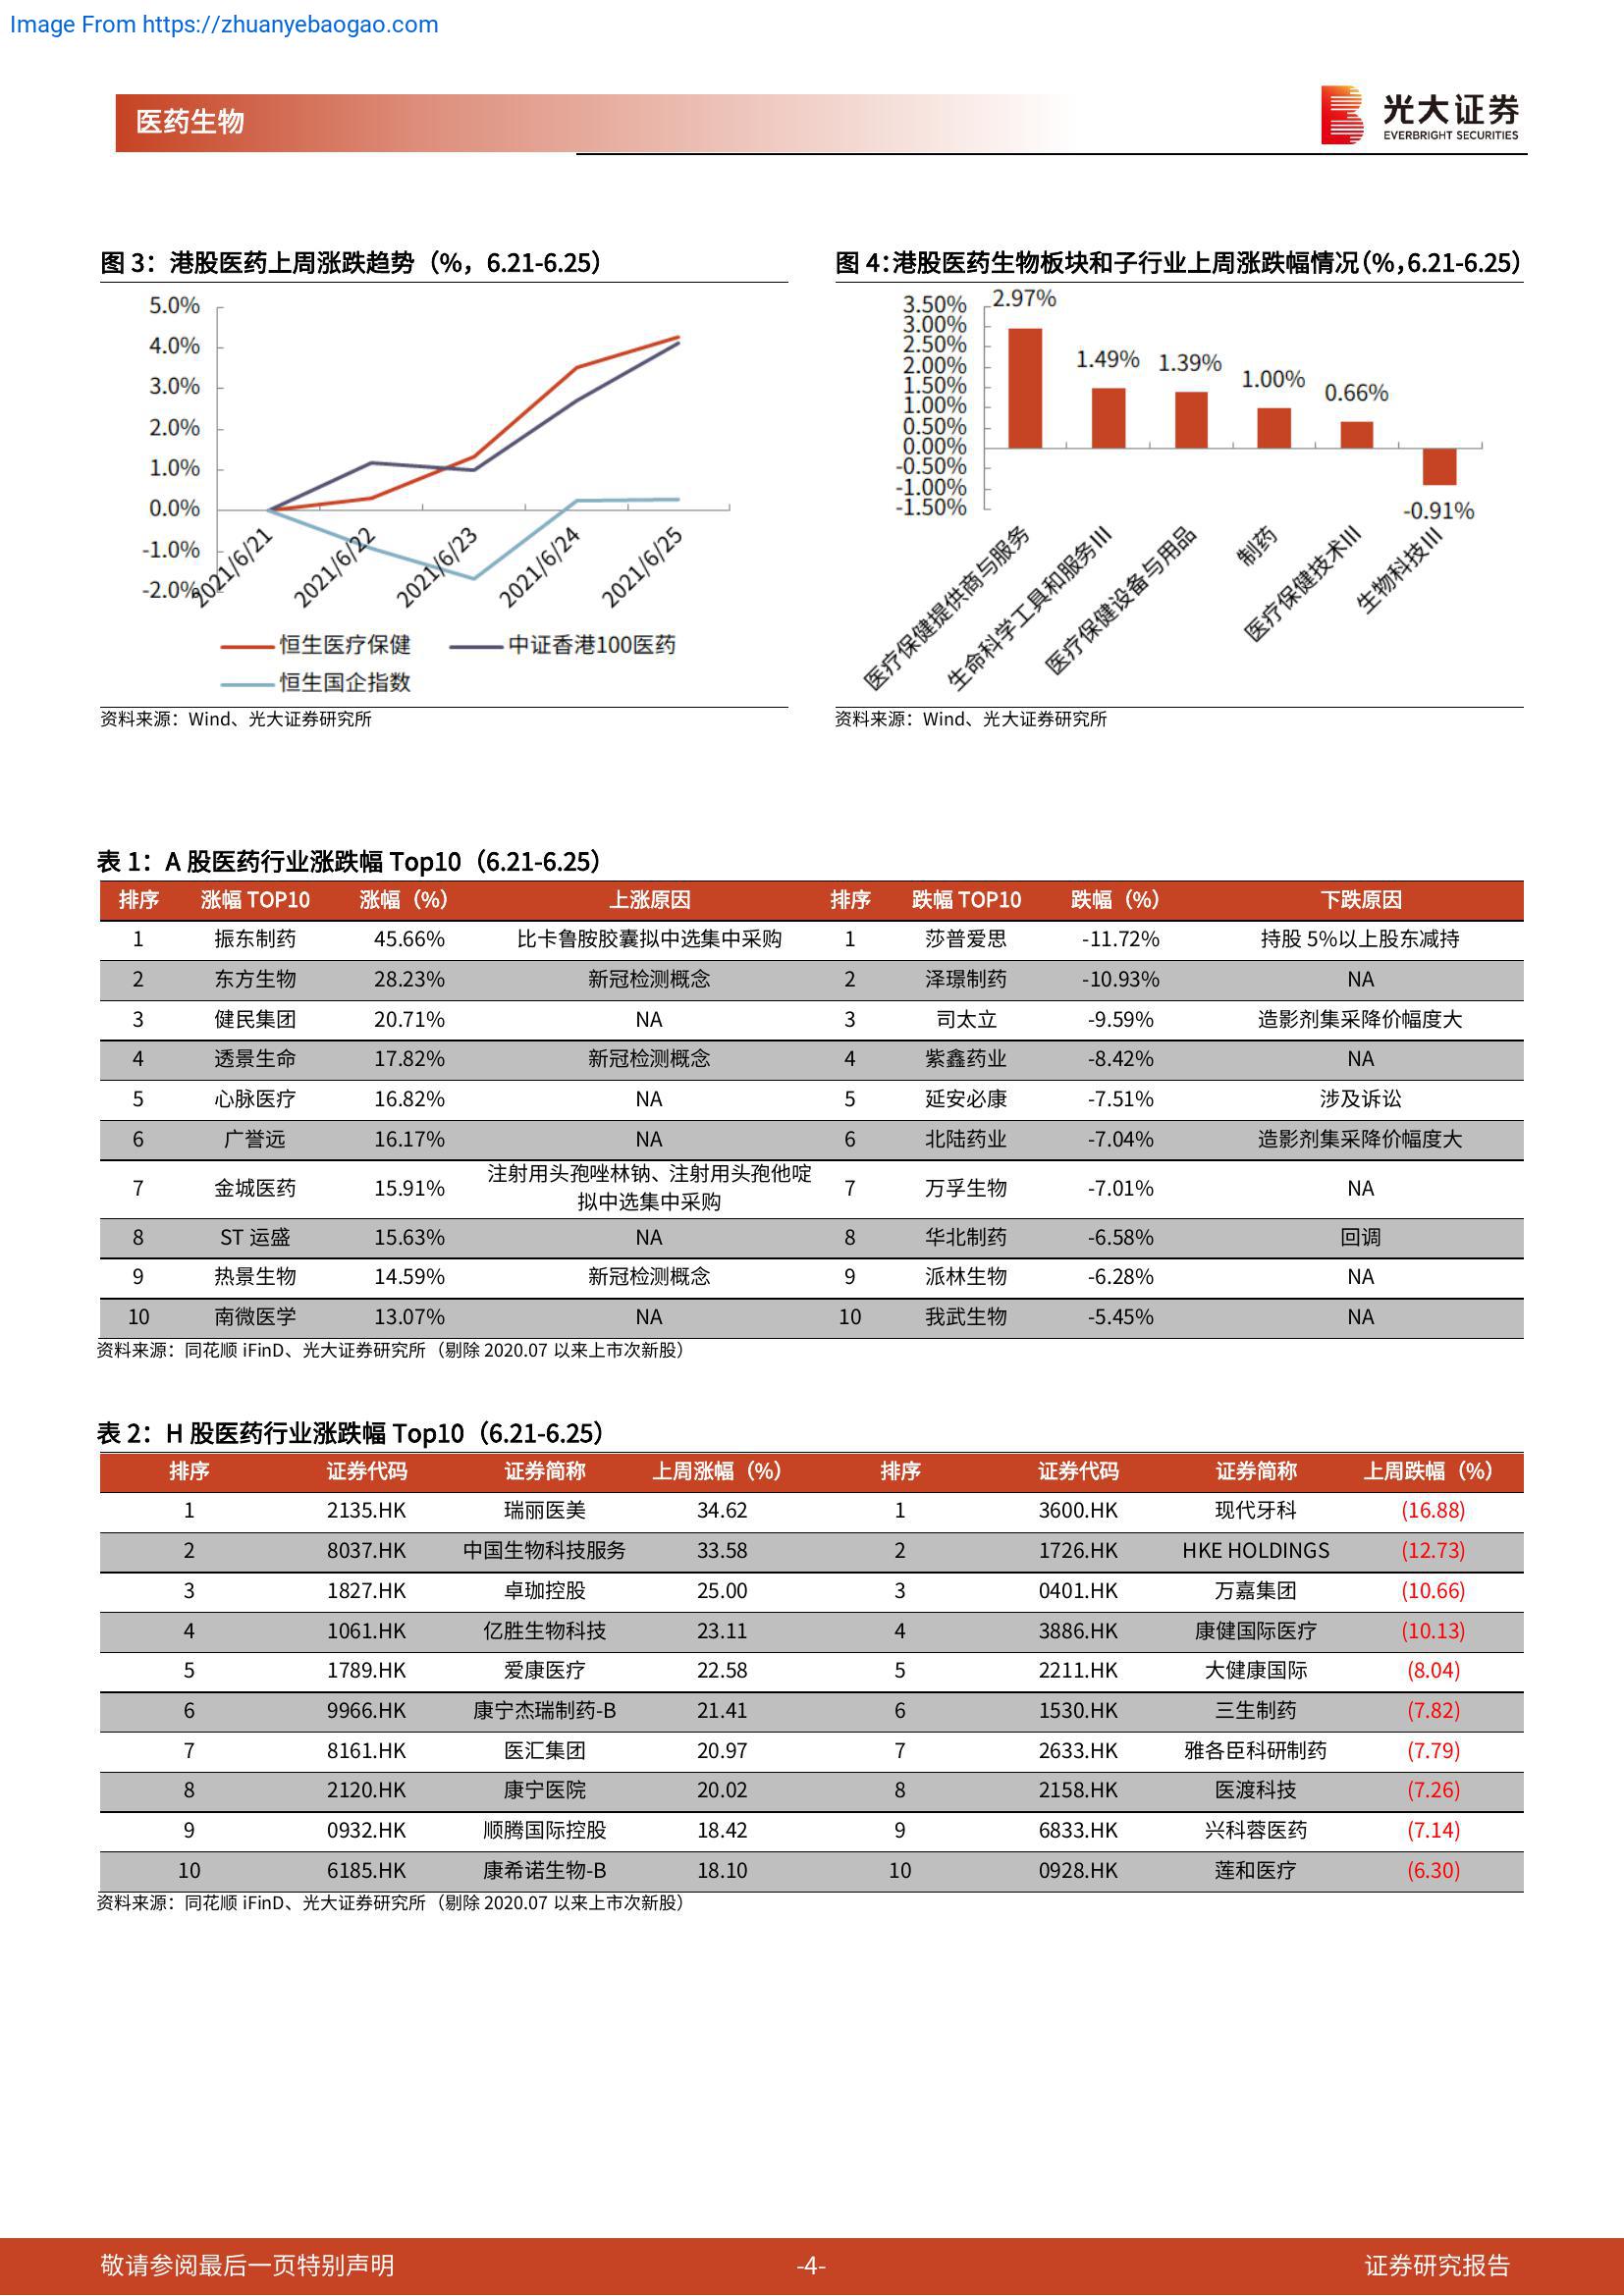 Image From https://zhuanyebaogao.com
医药生物
光大证券
EVERBRIGHT SECURITIES
图 3：港股医药上周涨跌趋势（%，6.21-6.25）
5.0%
4.0%
3.0%
2.0%
1.0%
0.0%
-1.0%
-2.0%
2021/6/21
2021/6/22
2021/6/23
2021/6/24
2021/6/25
恒生医疗保健
中证香港100医药
恒生国企指数
资料来源：Wind、光大证券研究所
图 4：港股医药生物板块和子行业上周涨跌幅情况（%，6.21-6.25）
3.50%
3.00%
2.50%
2.00%
1.50%
1.00%
0.50%
0.00%
-0.50%
-1.00%
-1.50%
2.97%
1.49%
1.39%
1.00%
0.66%
-0.91%
医疗保健提供商与服务
生命科学工具和服务III
医疗保健设备与用品
制药
医疗保健技术III
生物科技III
资料来源：Wind、光大证券研究所
表 1：A 股医药行业涨跌幅 Top10（6.21-6.25）
排序 涨幅 TOP10 涨幅（%） 上涨原因 排序 跌幅 TOP10 跌幅（%） 下跌原因
1 振东制药 45.66% 比卡鲁胺胶囊拟中选集中采购 1 莎普爱思 -11.72% 持股 5%以上股东减持
2 东方生物 28.23% 新冠检测概念 2 泽璟制药 -10.93% NA
3 健民集团 20.71% NA 3 司太立 -9.59% 造影剂集采降价幅度大
4 透景生命 17.82% 新冠检测概念 4 紫鑫药业 -8.42% NA
5 心脉医疗 16.82% NA 5 延安必康 -7.51% 涉及诉讼
6 广誉远 16.17% NA 6 北陆药业 -7.04% 造影剂集采降价幅度大
7 金城医药 15.91% 注射用头孢唑林钠、注射用头孢他啶
拟中选集中采购 7 万孚生物 -7.01% NA
8 ST 运盛 15.63% NA 8 华北制药 -6.58% 回调
9 热景生物 14.59% 新冠检测概念 9 派林生物 -6.28% NA
10 南微医学 13.07% NA 10 我武生物 -5.45% NA
资料来源：同花顺 iFinD、光大证券研究所（剔除 2020.07 以来上市次新股）
表 2：H 股医药行业涨跌幅 Top10（6.21-6.25）
排序 证券代码 证券简称 上周涨幅（%） 排序 证券代码 证券简称 上周跌幅（%）
1 2135.HK 瑞丽医美 34.62 1 3600.HK 现代牙科 (16.88)
2 8037.HK 中国生物科技服务 33.58 2 1726.HK HKE HOLDINGS (12.73)
3 1827.HK 卓珈控股 25.00 3 0401.HK 万嘉集团 (10.66)
4 1061.HK 亿胜生物科技 23.11 4 3886.HK 康健国际医疗 (10.13)
5 1789.HK 爱康医疗 22.58 5 2211.HK 大健康国际 (8.04)
6 9966.HK 康宁杰瑞制药-B 21.41 6 1530.HK 三生制药 (7.82)
7 8161.HK 医汇集团 20.97 7 2633.HK 雅各臣科研制药 (7.79)
8 2120.HK 康宁医院 20.02 8 2158.HK 医渡科技 (7.26)
9 0932.HK 顺腾国际控股 18.42 9 6833.HK 兴科蓉医药 (7.14)
10 6185.HK 康希诺生物-B 18.10 10 0928.HK 莲和医疗 (6.30)
资料来源：同花顺 iFinD、光大证券研究所（剔除 2020.07 以来上市次新股）
敬请参阅最后一页特别声明
-4-
证券研究报告